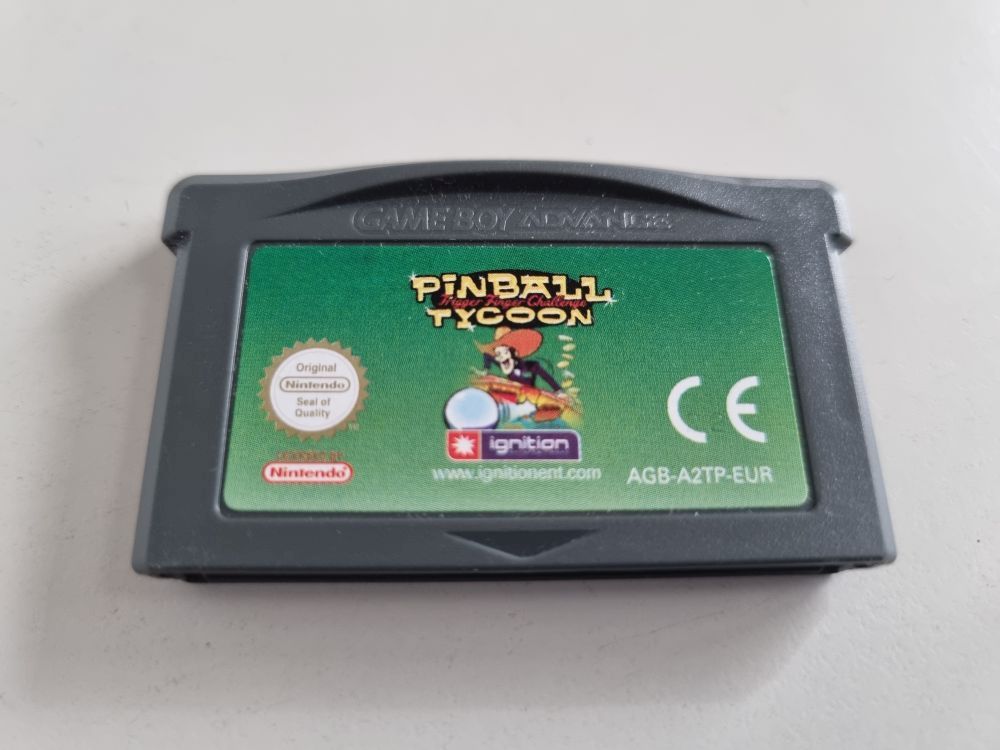 GAME BOY ADVANCE
PiNBALL
Trigger Finger Challenge
TYCOON
Original
Nintendo
Seal of
Quality
LICENSED BY
Nintendo
ignition
www.ignitionent.com
CE
AGB-A2TP-EUR